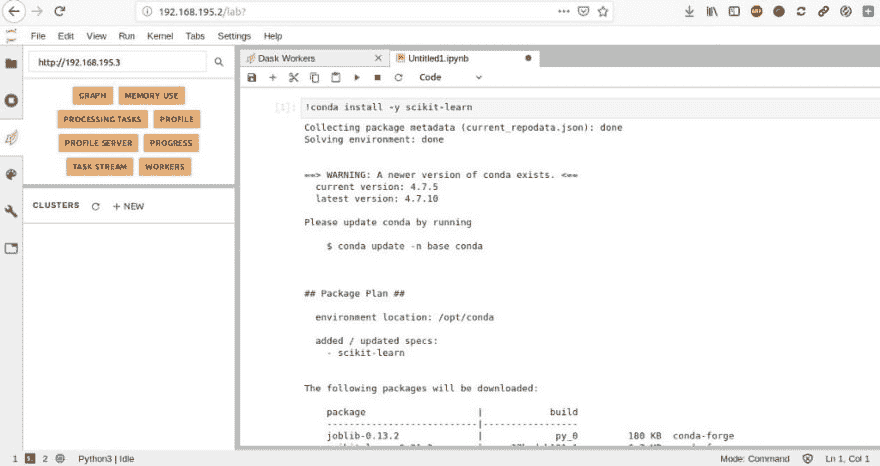 192.168.195.2/lab?
File Edit View Run Kernel Tabs Settings Help
http://192.168.195.3
GRAPH MEMORY USE
PROCESSING TASKS PROFILE
PROFILE SERVER PROGRESS
TASK STREAM WORKERS
CLUSTERS + NEW
Dask Workers Untitled1.ipynb
Code
[1]: !conda install -y scikit-learn
Collecting package metadata (current_repodata.json): done
Solving environment: done
==> WARNING: A newer version of conda exists. <==
current version: 4.7.5
latest version: 4.7.10
Please update conda by running
$ conda update -n base conda
## Package Plan ##
environment location: /opt/conda
added / updated specs:
- scikit-learn
The following packages will be downloaded:
package | build
---------------------------|-----------------
joblib-0.13.2 | py_0 180 KB conda-forge
1 2 Python3 | Idle Mode: Command Ln 1, Col 1